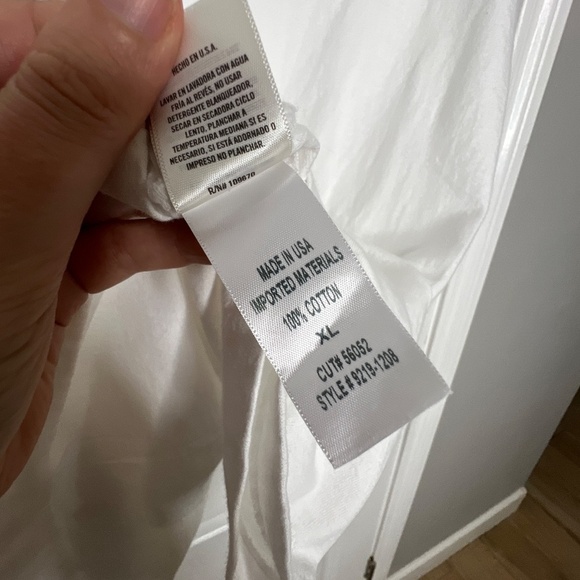 HECHO EN U.S.A.
LAVAR EN LAVADORA CON AGUA
FRÍA AL REVÉS, NO USAR
DETERGENTE BLANQUEADOR,
SECAR EN SECADORA CICLO
LENTO, PLANCHAR A
TEMPERATURA MEDIANA SI ES
NECESARIO, SI ESTÁ ADORNADO O
IMPRESO NO PLANCHAR.
R/N# 109670
MADE IN USA
IMPORTED MATERIALS
100% COTTON
XL
CUT# 56052
STYLE # 9219-1208